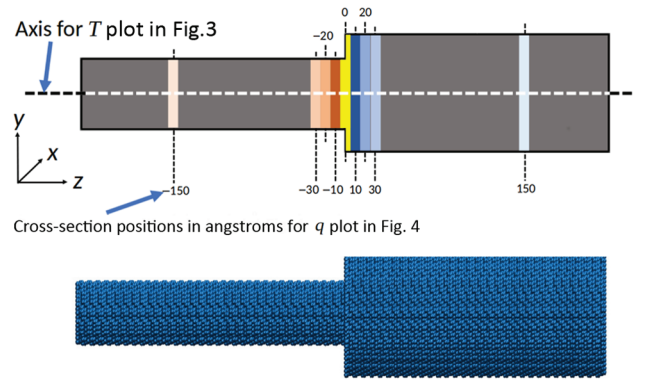 0 20
Axis for T plot in Fig.3
−20
y
x
z
−150
−30 −10 10 30
150
Cross-section positions in angstroms for q plot in Fig. 4